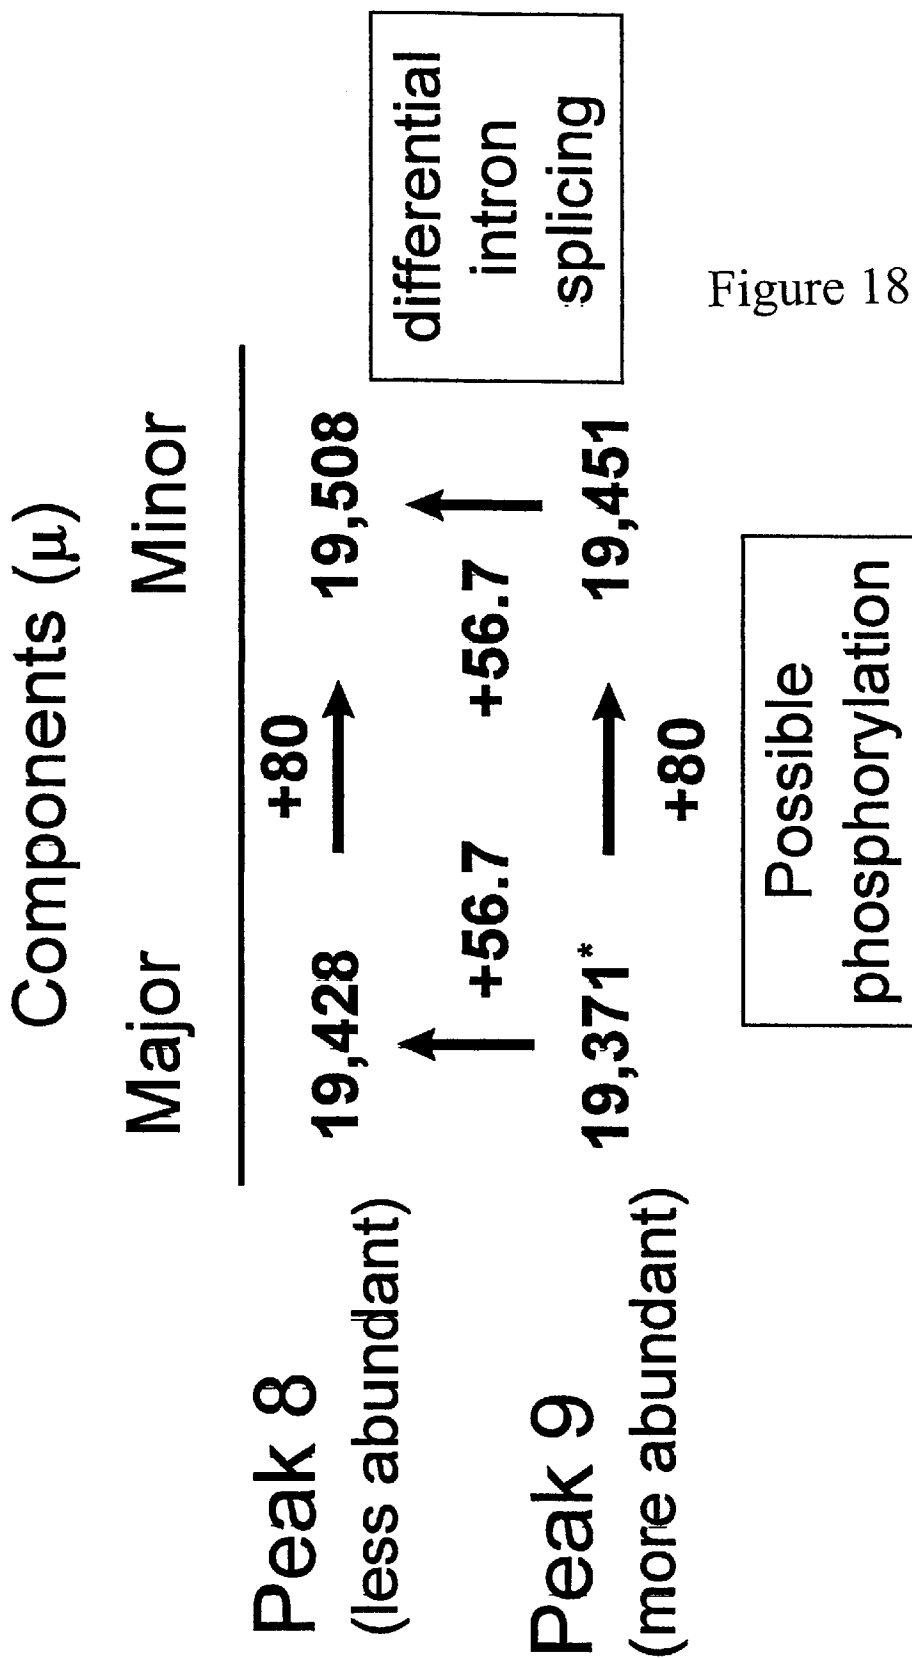 Components (μ)
Major
Minor
Peak 8
(less abundant)
19,428
+80
19,508
+56.7
+56.7
differential
intron
splicing
Peak 9
(more abundant)
19,371*
+80
19,451
Possible
phosphorylation
Figure 18